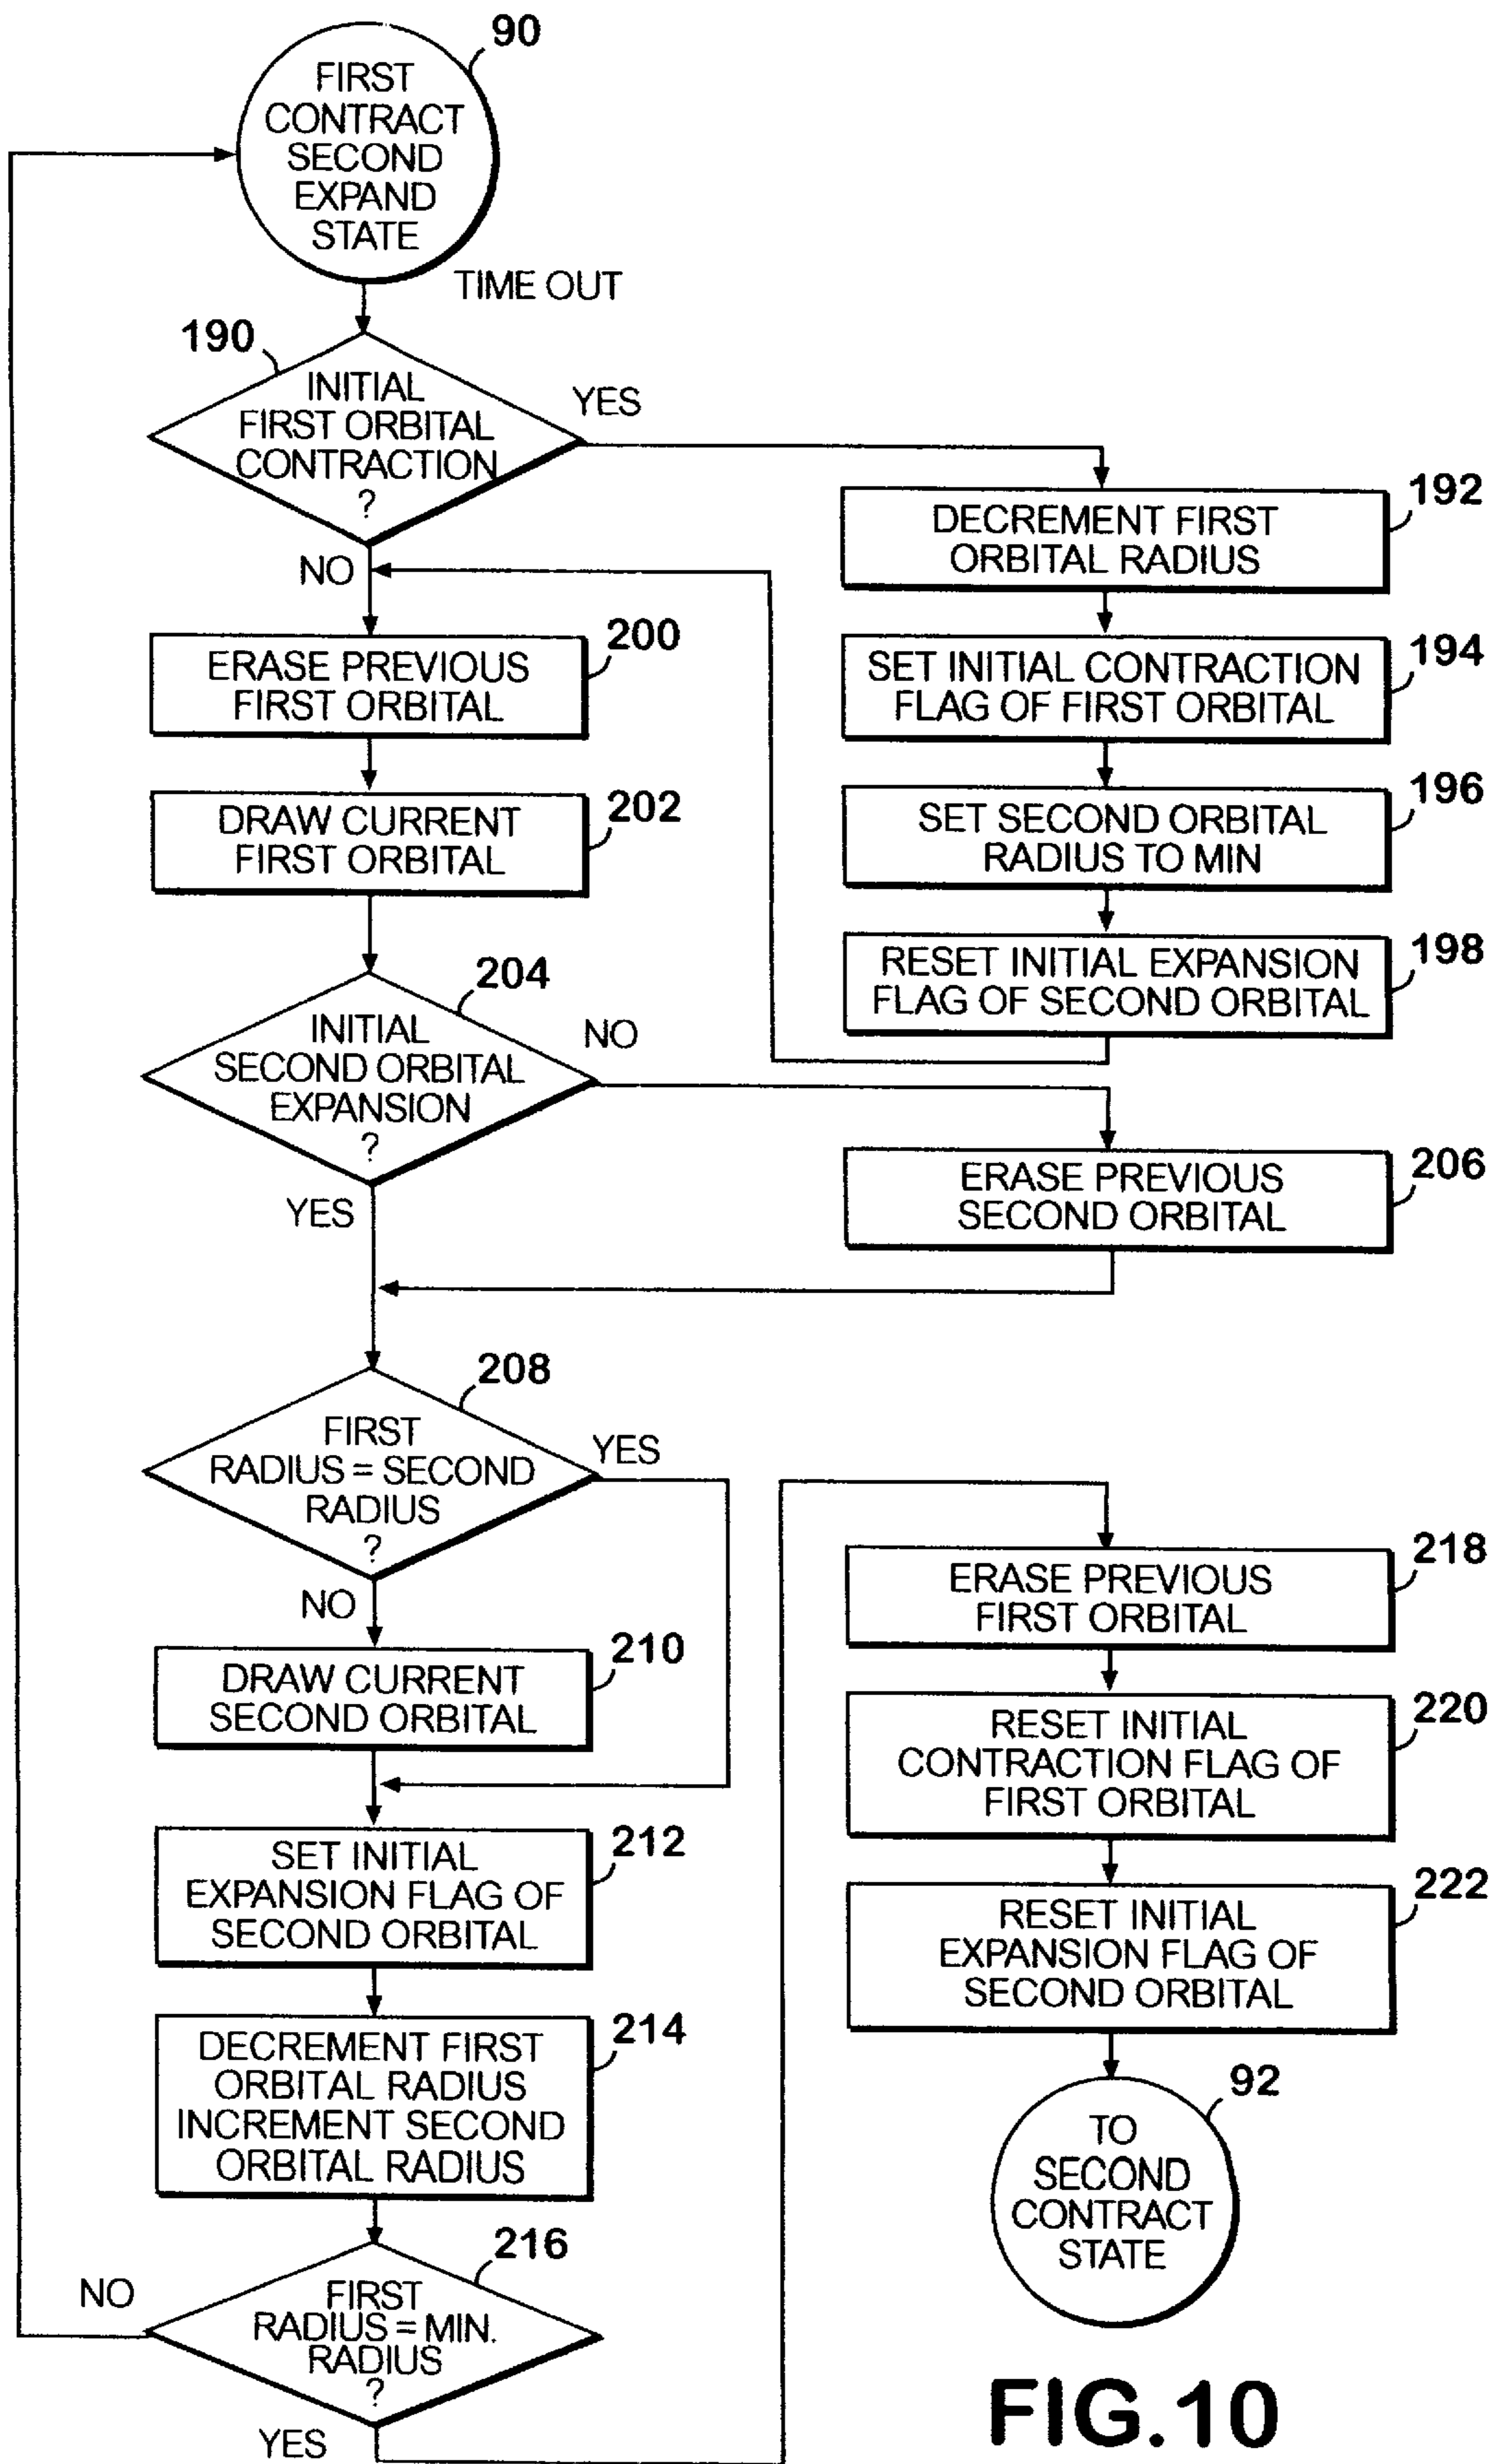 90
FIRST
CONTRACT
SECOND
EXPAND
STATE
TIME OUT
190
INITIAL
FIRST ORBITAL
CONTRACTION
?
YES
NO
192
DECREMENT FIRST
ORBITAL RADIUS
194
SET INITIAL CONTRACTION
FLAG OF FIRST ORBITAL
196
SET SECOND ORBITAL
RADIUS TO MIN
198
RESET INITIAL EXPANSION
FLAG OF SECOND ORBITAL
200
ERASE PREVIOUS
FIRST ORBITAL
202
DRAW CURRENT
FIRST ORBITAL
204
INITIAL
SECOND ORBITAL
EXPANSION
?
NO
YES
206
ERASE PREVIOUS
SECOND ORBITAL
208
FIRST
RADIUS = SECOND
RADIUS
?
YES
NO
210
DRAW CURRENT
SECOND ORBITAL
212
SET INITIAL
EXPANSION FLAG OF
SECOND ORBITAL
214
DECREMENT FIRST
ORBITAL RADIUS
INCREMENT SECOND
ORBITAL RADIUS
216
FIRST
RADIUS = MIN.
RADIUS
?
NO
YES
218
ERASE PREVIOUS
FIRST ORBITAL
220
RESET INITIAL
CONTRACTION FLAG OF
FIRST ORBITAL
222
RESET INITIAL
EXPANSION FLAG OF
SECOND ORBITAL
92
TO
SECOND
CONTRACT
STATE
FIG.10